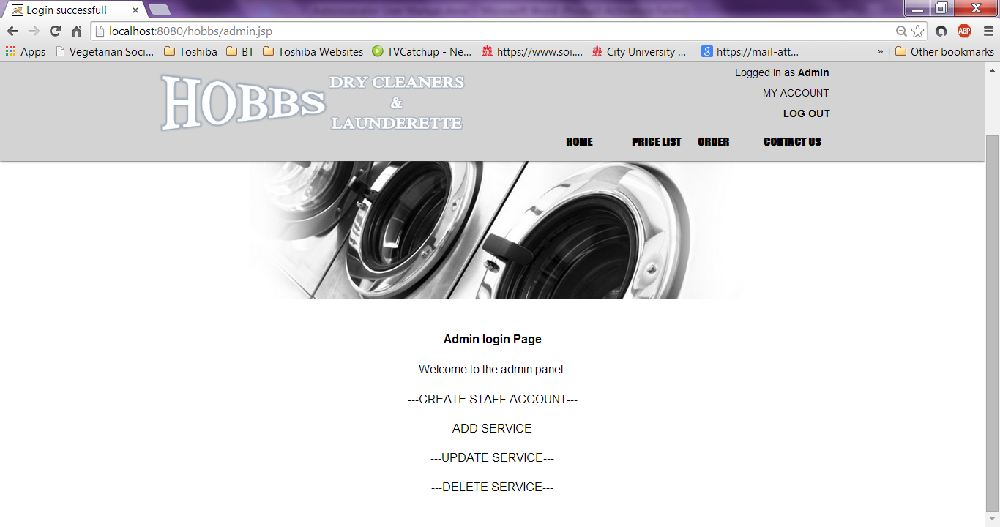 Login successful!
localhost:8080/hobbs/admin.jsp
ABP
Apps Vegetarian Soci... Toshiba BT Toshiba Websites TVCatchup - Ne... https://www.soi.... City University ... https://mail-att... » Other bookmarks
HOBBS DRY CLEANERS
&
LAUNDERETTE
Logged in as Admin
MY ACCOUNT
LOG OUT
HOME PRICE LIST ORDER CONTACT US
Admin login Page
Welcome to the admin panel.
---CREATE STAFF ACCOUNT---
---ADD SERVICE---
---UPDATE SERVICE---
---DELETE SERVICE---